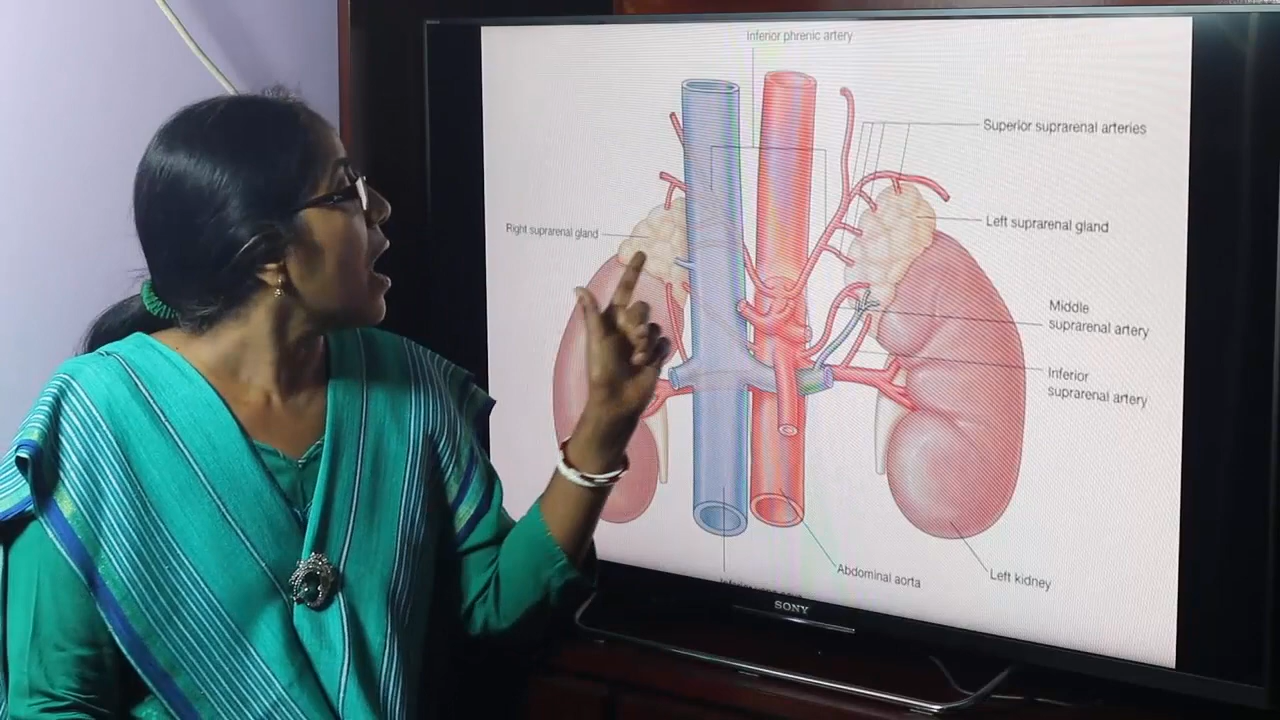 Inferior phrenic artery
Superior suprarenal arteries
Right suprarenal gland
Left suprarenal gland
Middle
suprarenal artery
Inferior
suprarenal artery
Abdominal aorta
Left kidney
SONY